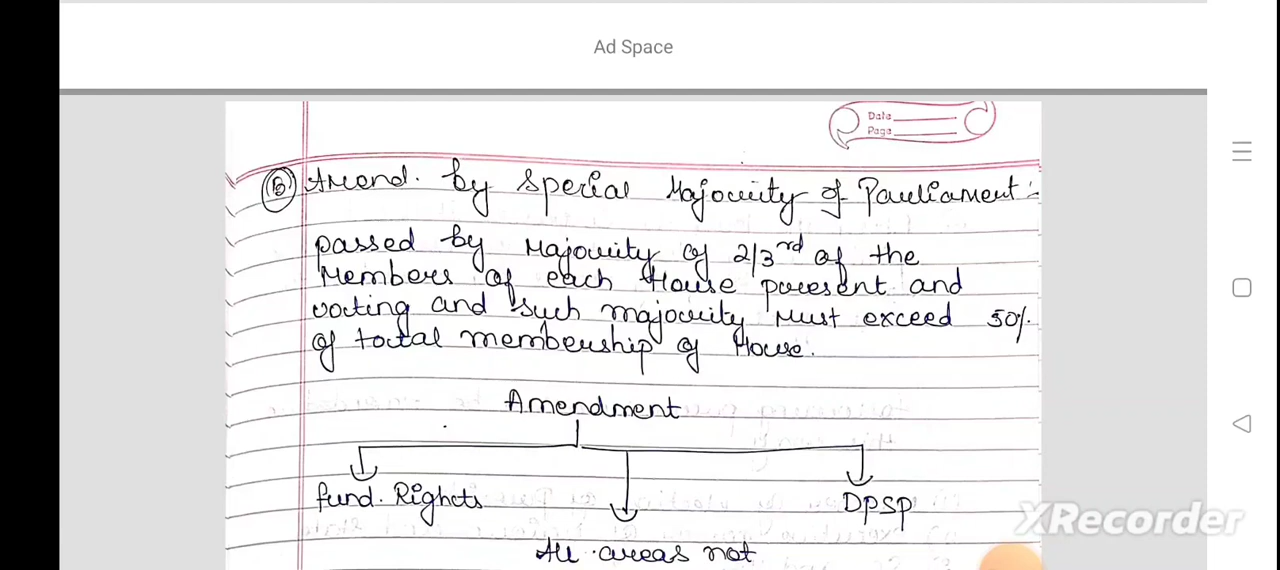 Ad Space
Date
Page
⑥ Amend. by Special Majority of Parliament :-
passed by majority of 2/3rd of the
members of each House present and
voting and such majority must exceed 50%
of total membership of House.
Amendment
Fund. Rights
DPSP
All areas not
XRecorder